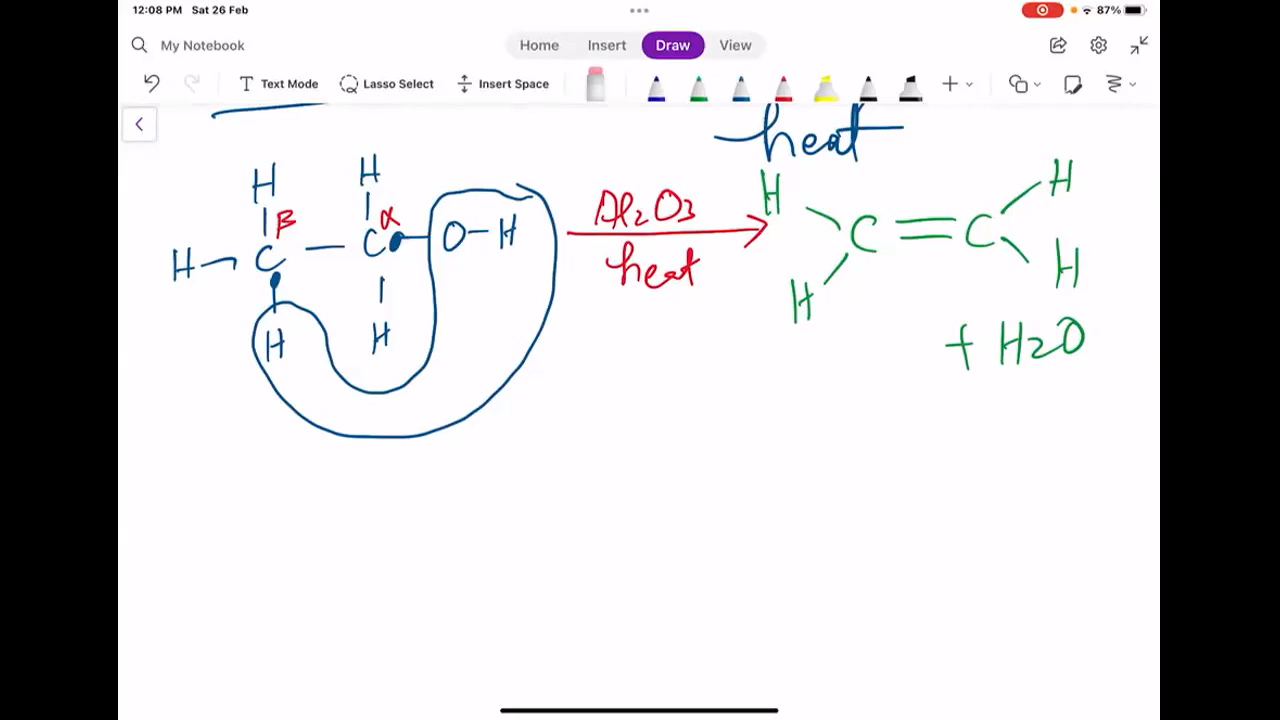 12:08 PM Sat 26 Feb
87%
My Notebook
Home Insert Draw View
Text Mode Lasso Select Insert Space
heat
H H H H
β α Al2O3
H C C O-H C = C
heat
H H H H
+ H2O